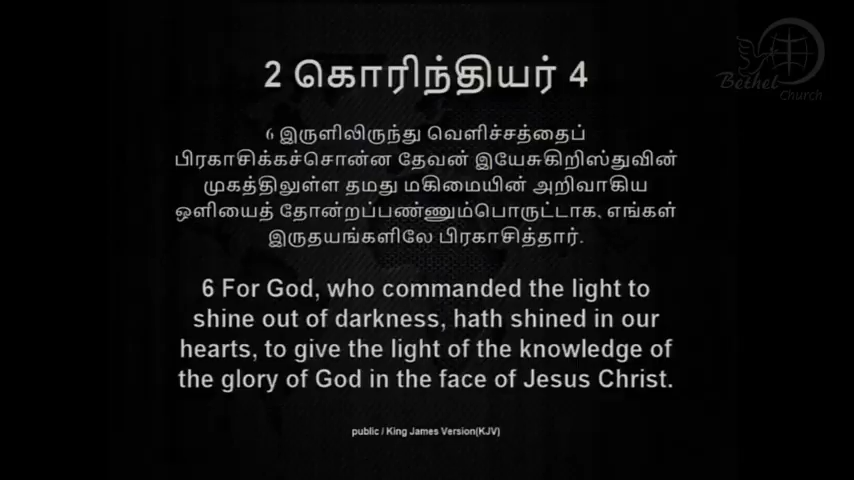 Bethel
Church
2 கொரிந்தியர் 4
6 இருளிலிருந்து வெளிச்சத்தைப்
பிரகாசிக்கச்சொன்ன தேவன் இயேசுகிறிஸ்துவின்
முகத்திலுள்ள தமது மகிமையின் அறிவாகிய
ஒளியைத் தோன்றப்பண்ணும்பொருட்டாக, எங்கள்
இருதயங்களிலே பிரகாசித்தார்.
6 For God, who commanded the light to
shine out of darkness, hath shined in our
hearts, to give the light of the knowledge of
the glory of God in the face of Jesus Christ.
public / King James Version(KJV)